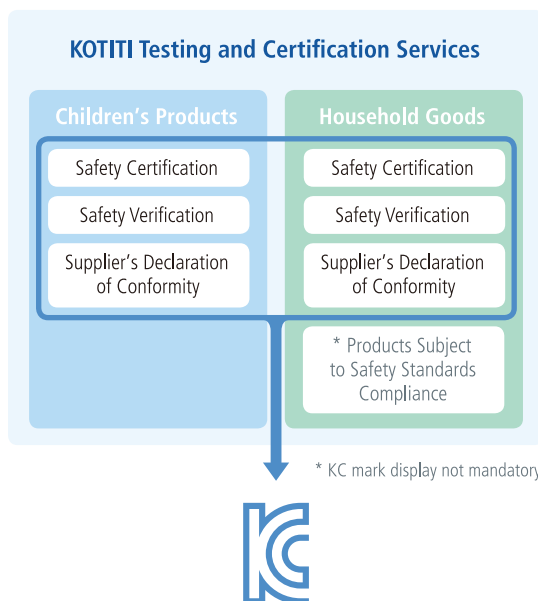 KOTITI Testing and Certification Services
Children's Products
Safety Certification
Safety Verification
Supplier's Declaration
of Conformity
Household Goods
Safety Certification
Safety Verification
Supplier's Declaration
of Conformity
* Products Subject
to Safety Standards
Compliance
* KC mark display not mandatory
KC